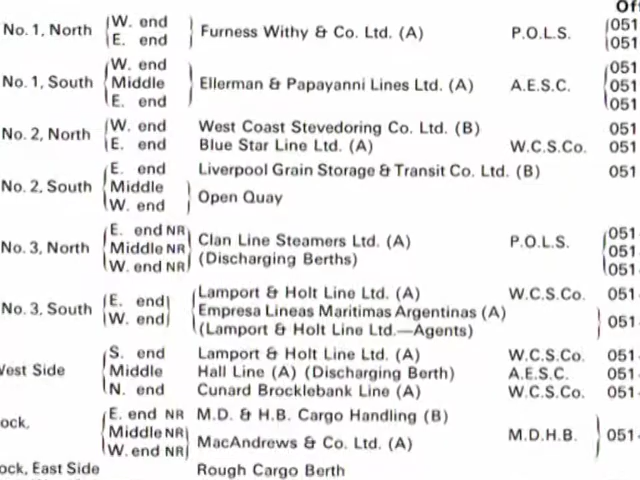 Off
No. 1, North W. end Furness Withy & Co. Ltd. (A) P.O.L.S. 051
E. end 051
W. end 051
No. 1, South Middle Ellerman & Papayanni Lines Ltd. (A) A.E.S.C. 051
E. end 051
No. 2, North W. end West Coast Stevedoring Co. Ltd. (B) 051
E. end Blue Star Line Ltd. (A) W.C.S.Co. 051
E. end Liverpool Grain Storage & Transit Co. Ltd. (B) 051
No. 2, South Middle Open Quay
W. end
E. end NR 051-
No. 3, North Middle NR Clan Line Steamers Ltd. (A) P.O.L.S. 051
W. end NR (Discharging Berths) 051-
No. 3, South E. end Lamport & Holt Line Ltd. (A) W.C.S.Co. 051-
W. end Empresa Lineas Maritimas Argentinas (A) 051-
(Lamport & Holt Line Ltd.—Agents)
S. end Lamport & Holt Line Ltd. (A) W.C.S.Co. 051-
West Side Middle Hall Line (A) (Discharging Berth) A.E.S.C. 051-
N. end Cunard Brocklebank Line (A) W.C.S.Co. 051-
ock, E. end NR M.D. & H.B. Cargo Handling (B)
Middle NR MacAndrews & Co. Ltd. (A) M.D.H.B. 051-
W. end NR
ock, East Side Rough Cargo Berth